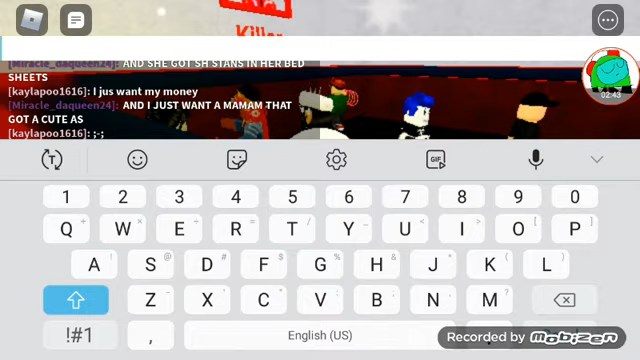 Killer
[Miracle_daqueen24]: AND SHE GOT SH STANS IN HER BED
SHEETS
[kaylapoo1616]: I jus want my money
[Miracle_daqueen24]: AND I JUST WANT A MAMAM THAT
GOT A CUTE AS
[kaylapoo1616]: ;-;
02:43
T GIF
1 2 3 4 5 6 7 8 9 0
Q W E R T Y U I O P
A S D F G H J K L
Z X C V B N M
!#1 , English (US)
Recorded by Mobizen